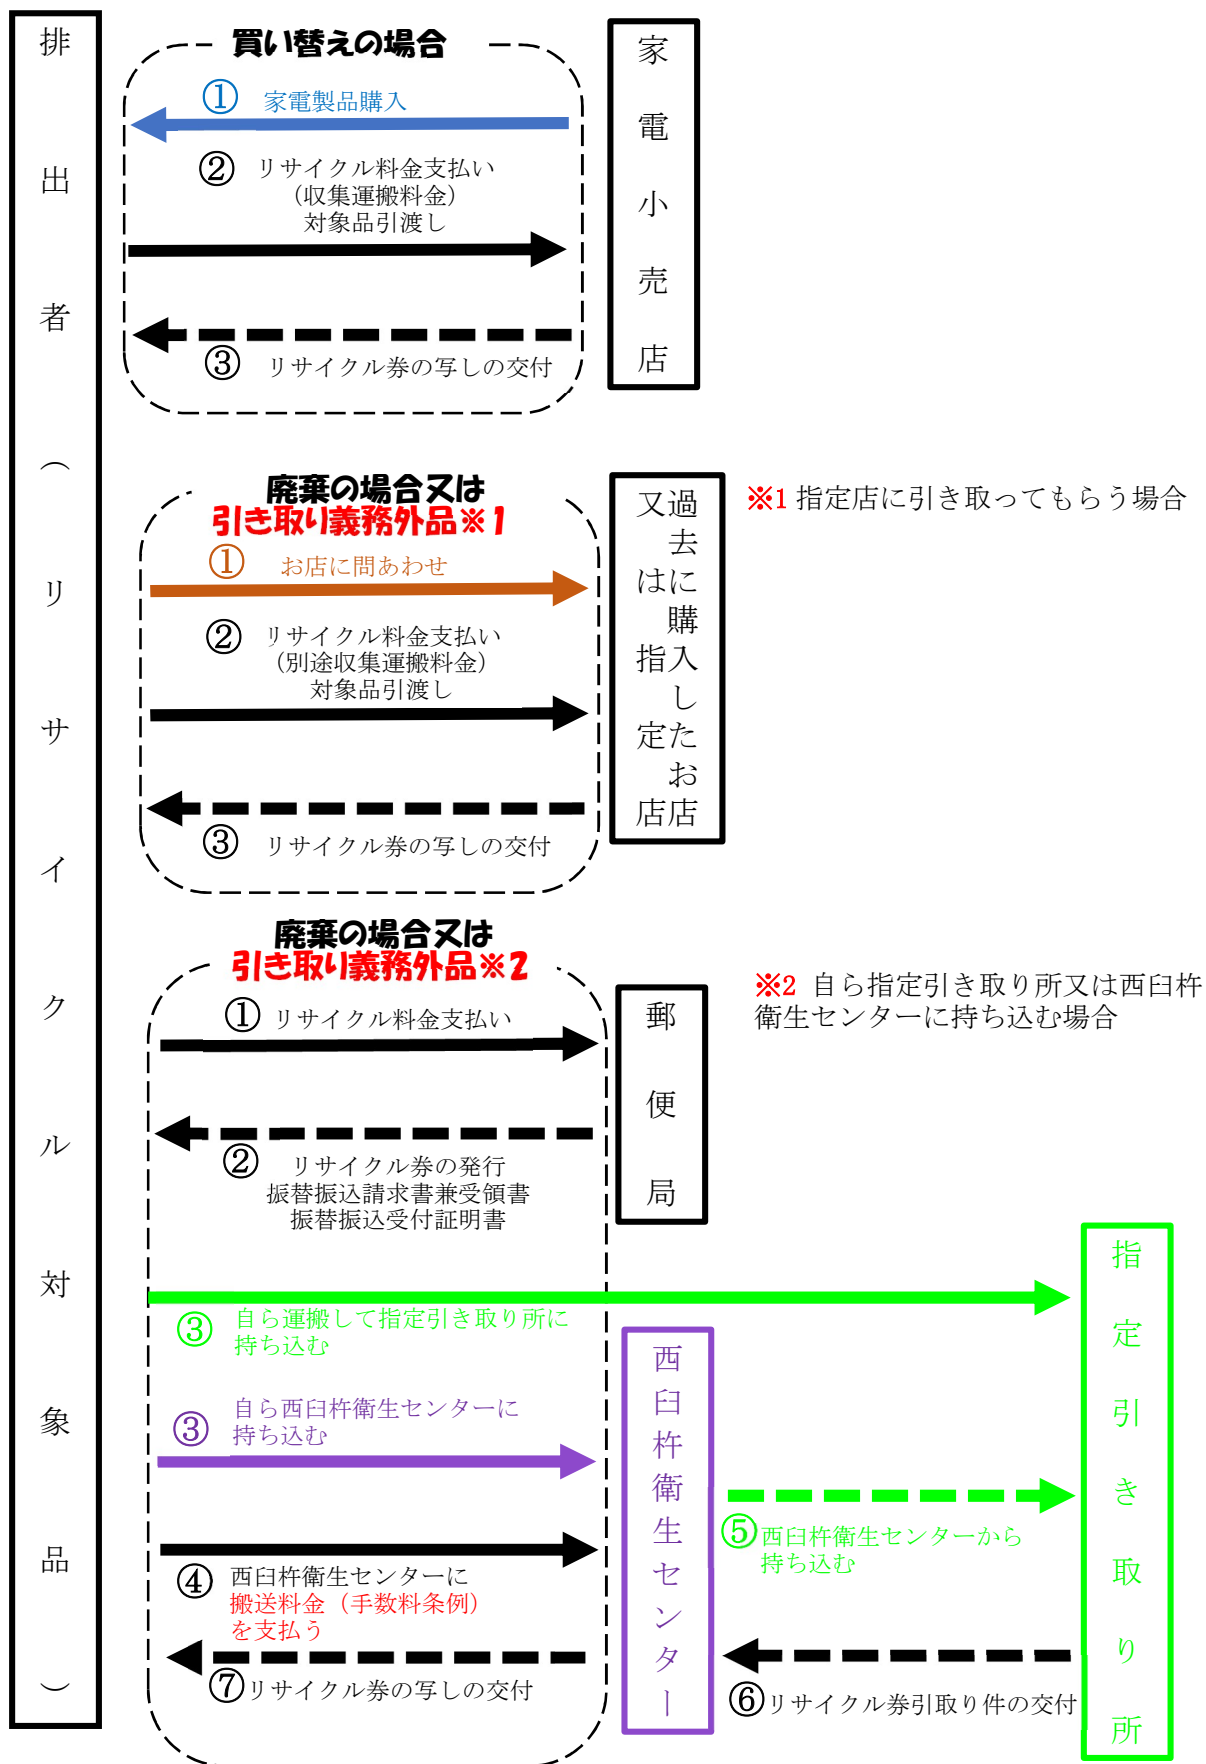 排出者（リサイクル対象品）
買い替えの場合
① 家電製品購入
② リサイクル料金支払い
（収集運搬料金）
対象品引渡し
③ リサイクル券の写しの交付
家電小売店
廃棄の場合又は
引き取り義務外品※1
① お店に問あわせ
② リサイクル料金支払い
（別途収集運搬料金）
対象品引渡し
③ リサイクル券の写しの交付
過去に購入したお店
又は指定店
※1 指定店に引き取ってもらう場合
廃棄の場合又は
引き取り義務外品※2
① リサイクル料金支払い
② リサイクル券の発行
振替振込請求書兼受領書
振替振込受付証明書
郵便局
※2 自ら指定引き取り所又は西臼杵
衛生センターに持ち込む場合
③ 自ら運搬して指定引き取り所に
持ち込む
③ 自ら西臼杵衛生センターに
持ち込む
④ 西臼杵衛生センターに
搬送料金（手数料条例）
を支払う
⑦リサイクル券の写しの交付
西臼杵衛生センター
⑤西臼杵衛生センターから
持ち込む
⑥リサイクル券引取り件の交付
指定引き取り所